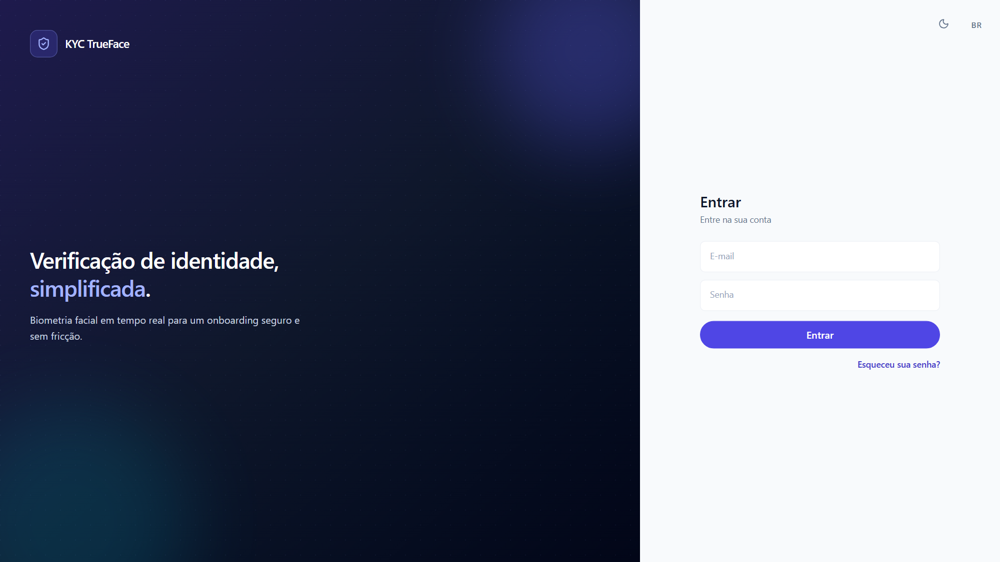 KYC TrueFace
BR
Verificação de identidade,
simplificada.
Biometria facial em tempo real para um onboarding seguro e
sem fricção.
Entrar
Entre na sua conta
E-mail
Senha
Entrar
Esqueceu sua senha?